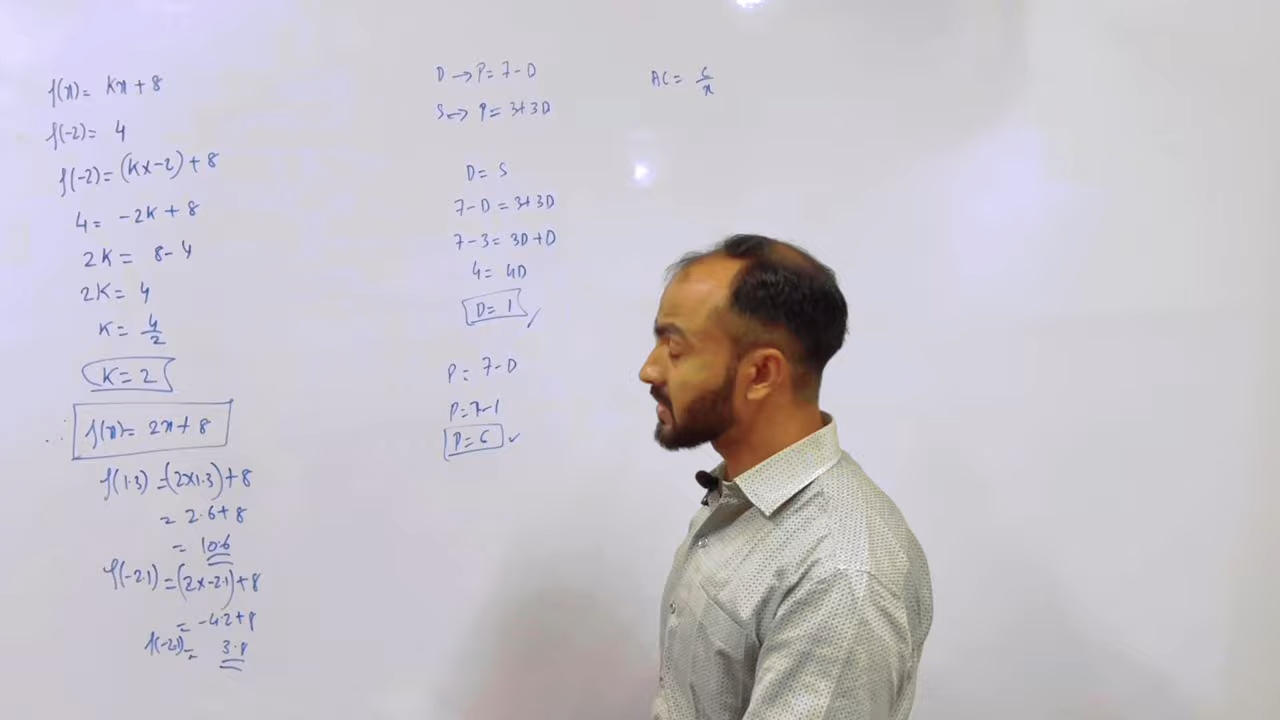 f(x)= Kx+8
f(-2)= 4
f(-2)=(Kx-2)+8
4= -2K+8
2K= 8-4
2K= 4
K= 4/2
K=2
∴ f(x)= 2x+8
f(1.3)=(2x1.3)+8
= 2.6+8
= 10.6
f(-2.1)=(2x-2.1)+8
= -4.2+8
f(-2.1)= 3.8
D → P= 7-D
S ↔ P= 3+3D
D= S
7-D=3+3D
7-3=3D+D
4= 4D
D= 1 ✓
P= 7-D
P=7-1
P=6 ✓
AC= C/x